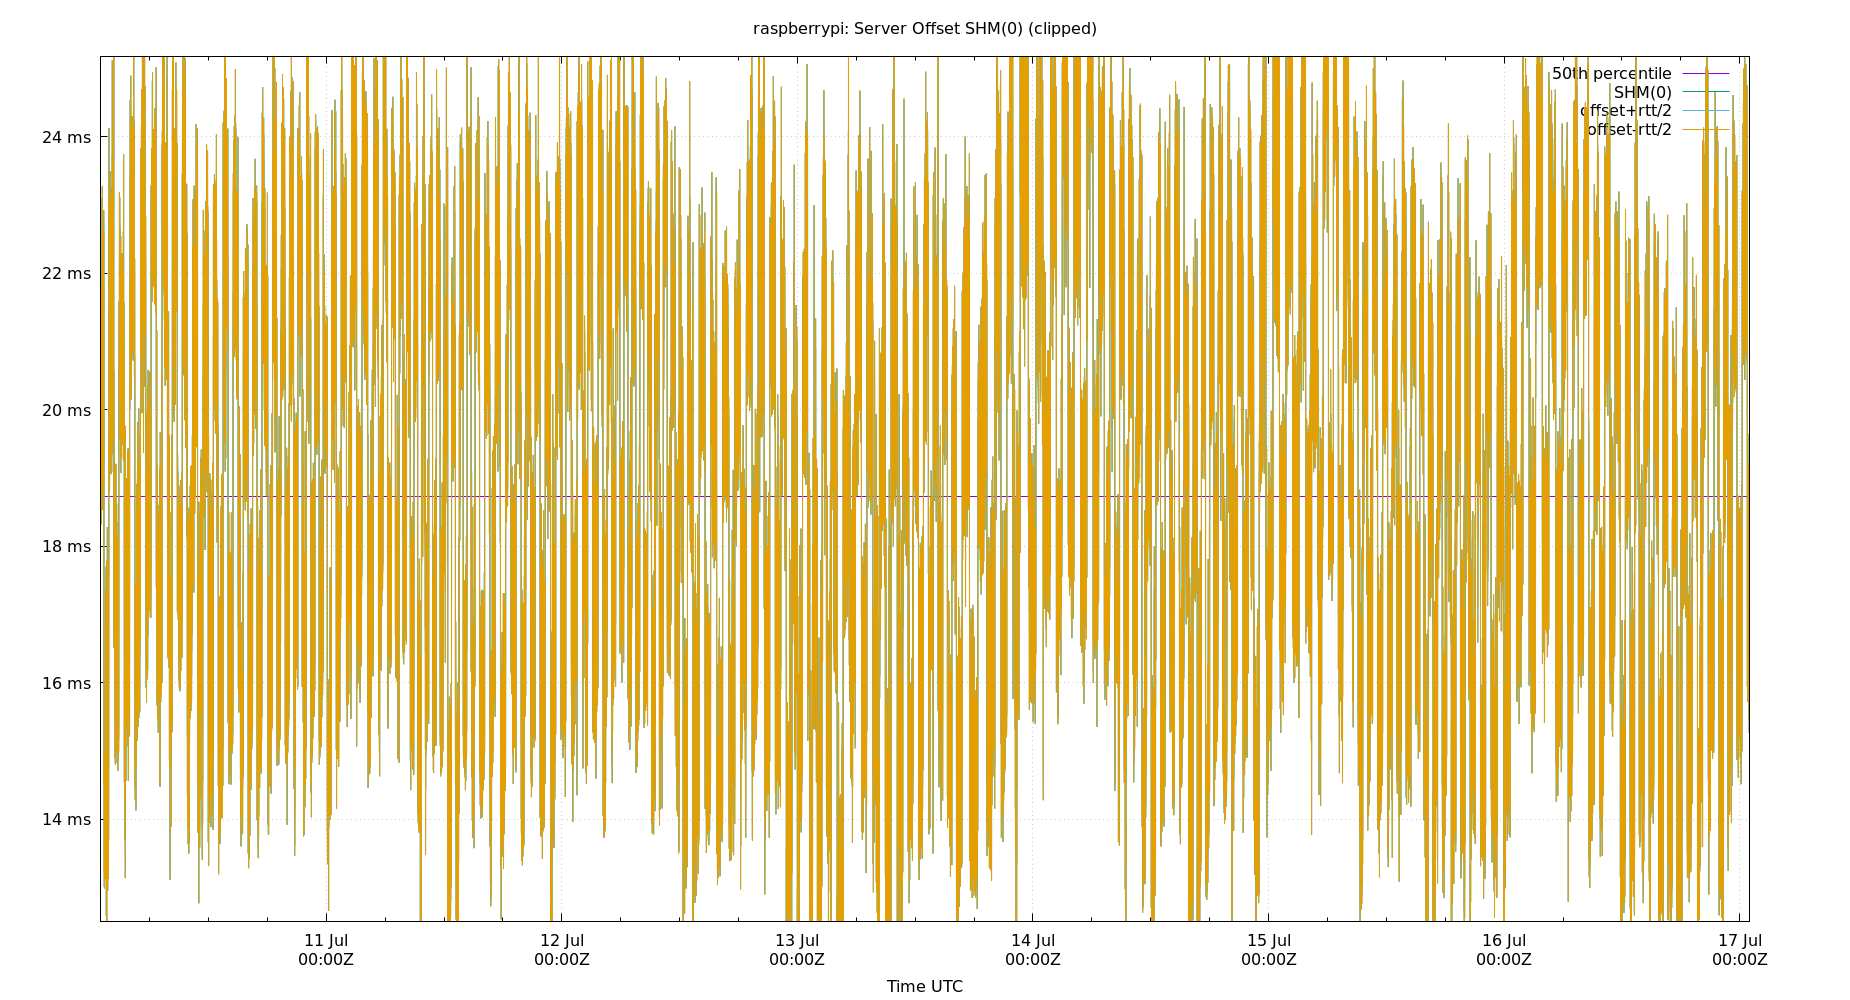 raspberrypi: Server Offset SHM(0) (clipped)
50th percentile
SHM(0)
offset+rtt/2
offset-rtt/2
24 ms
22 ms
20 ms
18 ms
16 ms
14 ms
11 Jul 12 Jul 13 Jul 14 Jul 15 Jul 16 Jul 17 Jul
00:00Z 00:00Z 00:00Z 00:00Z 00:00Z 00:00Z 00:00Z
Time UTC